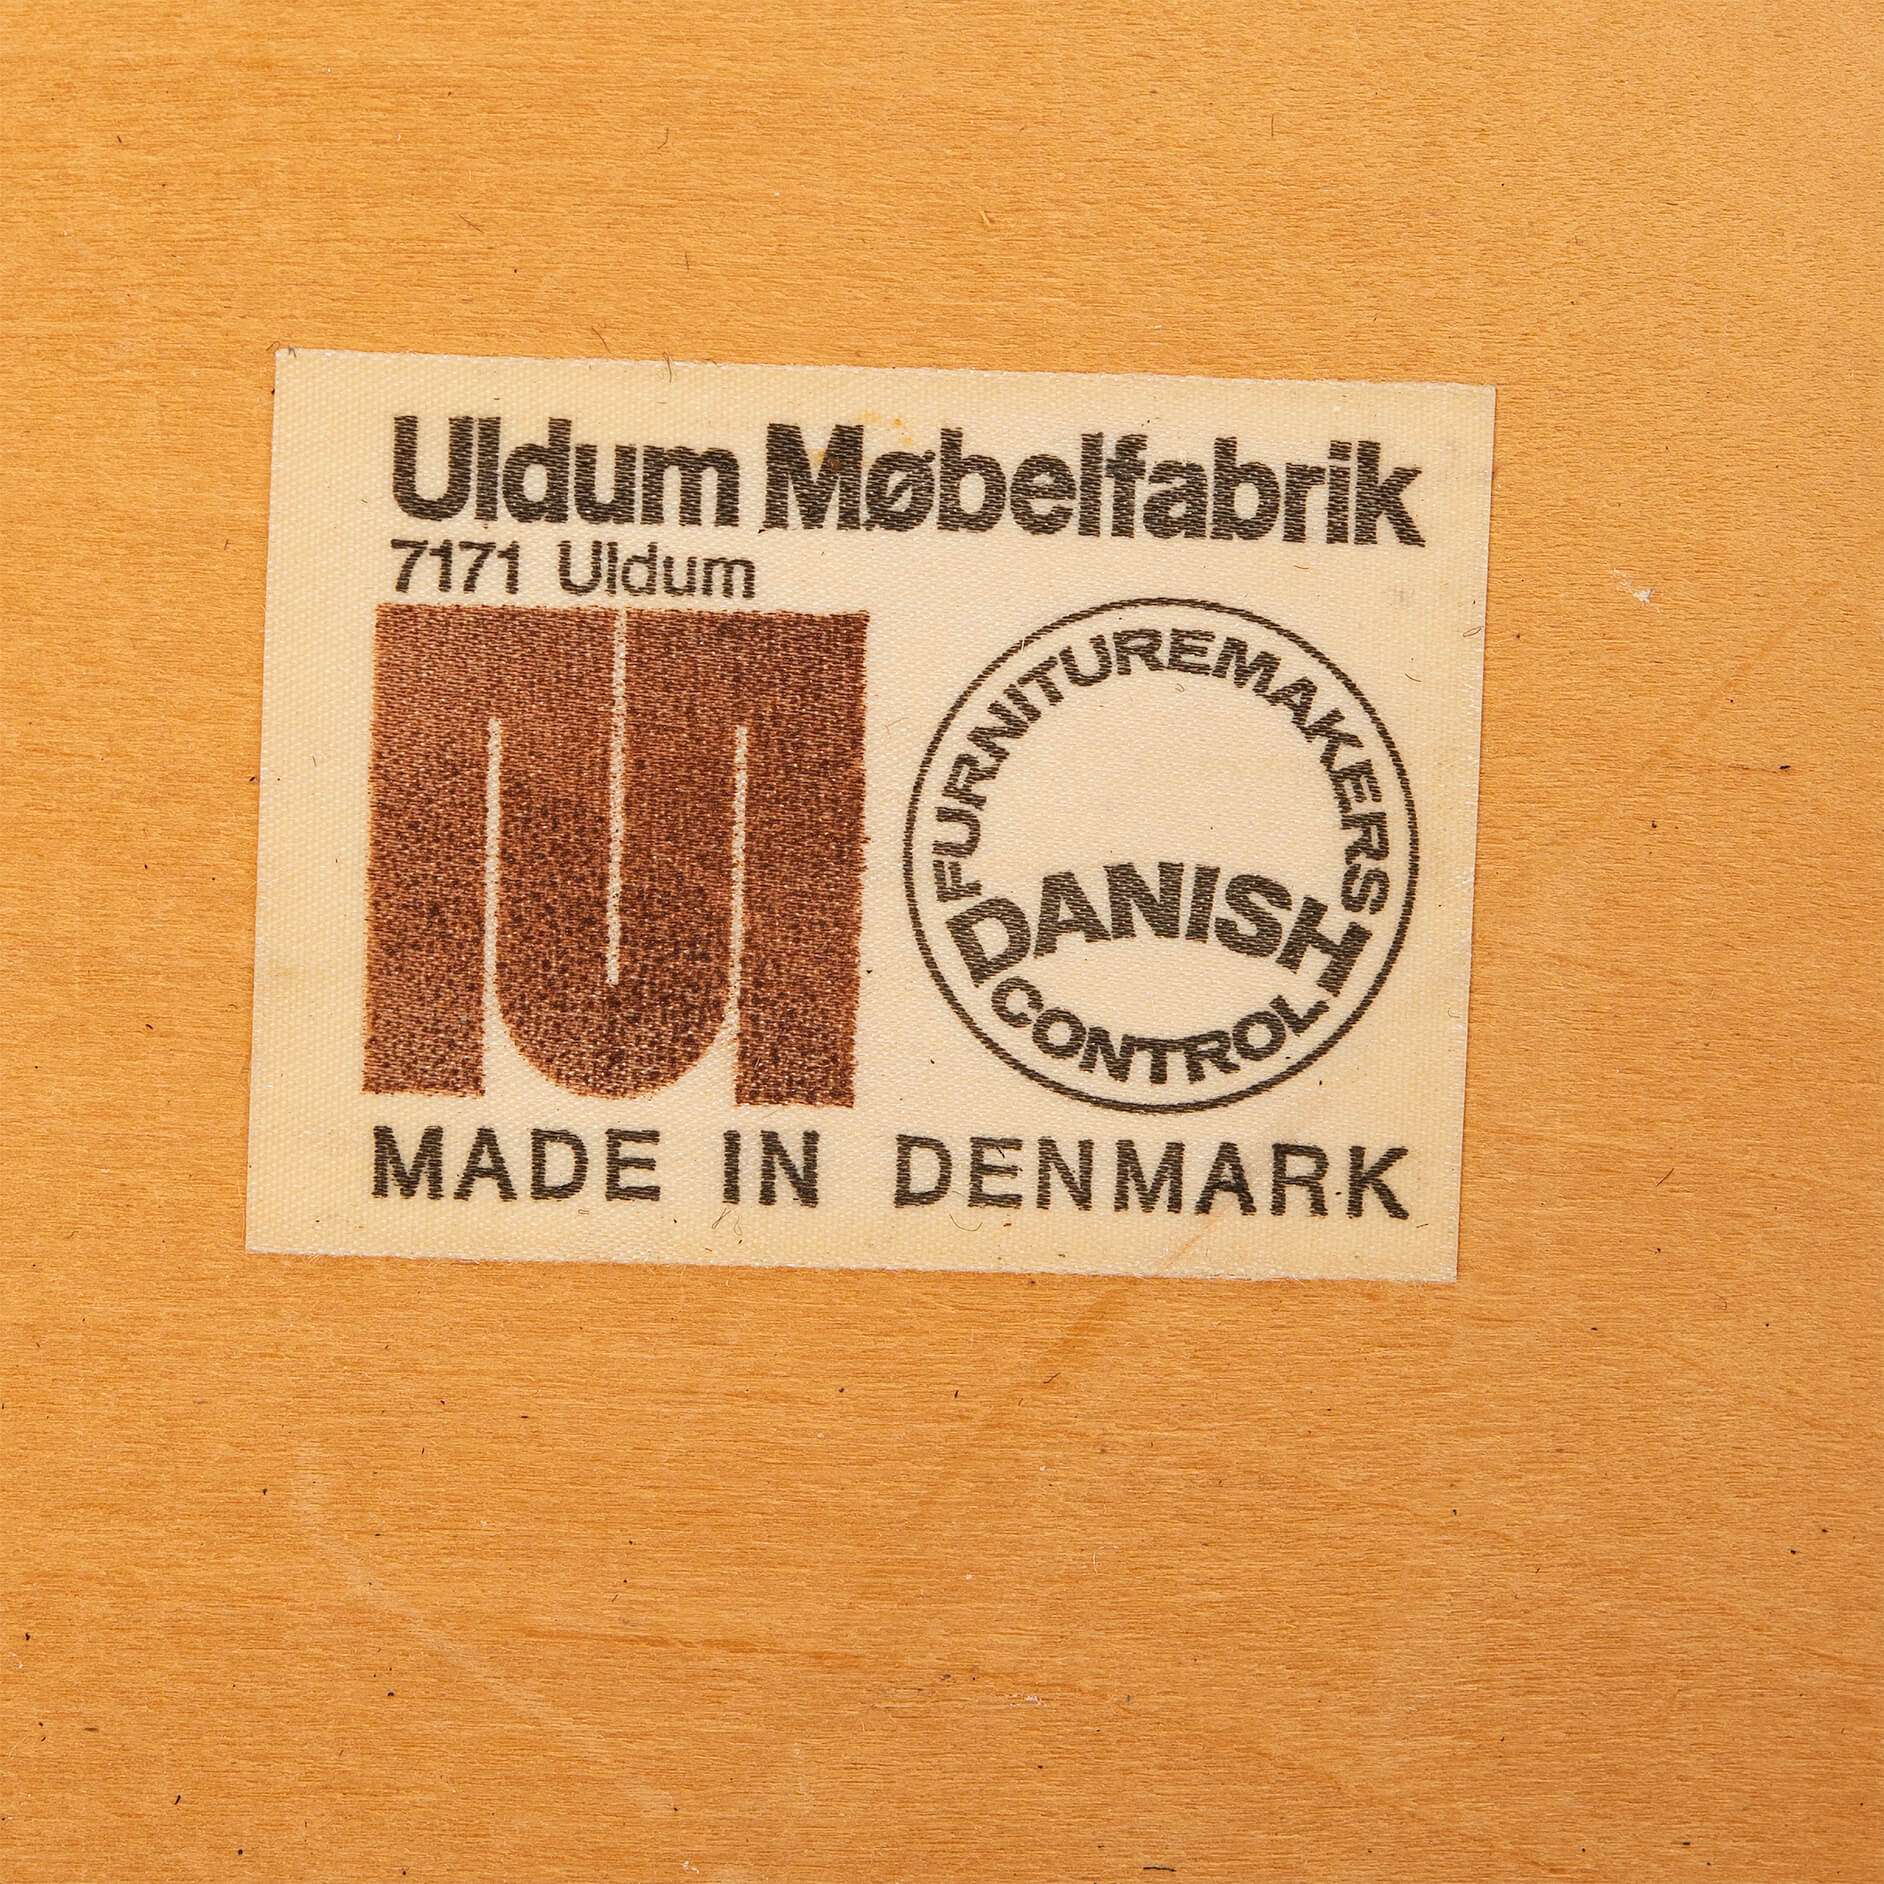 Uldum Møbelfabrik
7171 Uldum
FURNITUREMAKERS
DANISH
CONTROL
MADE IN DENMARK